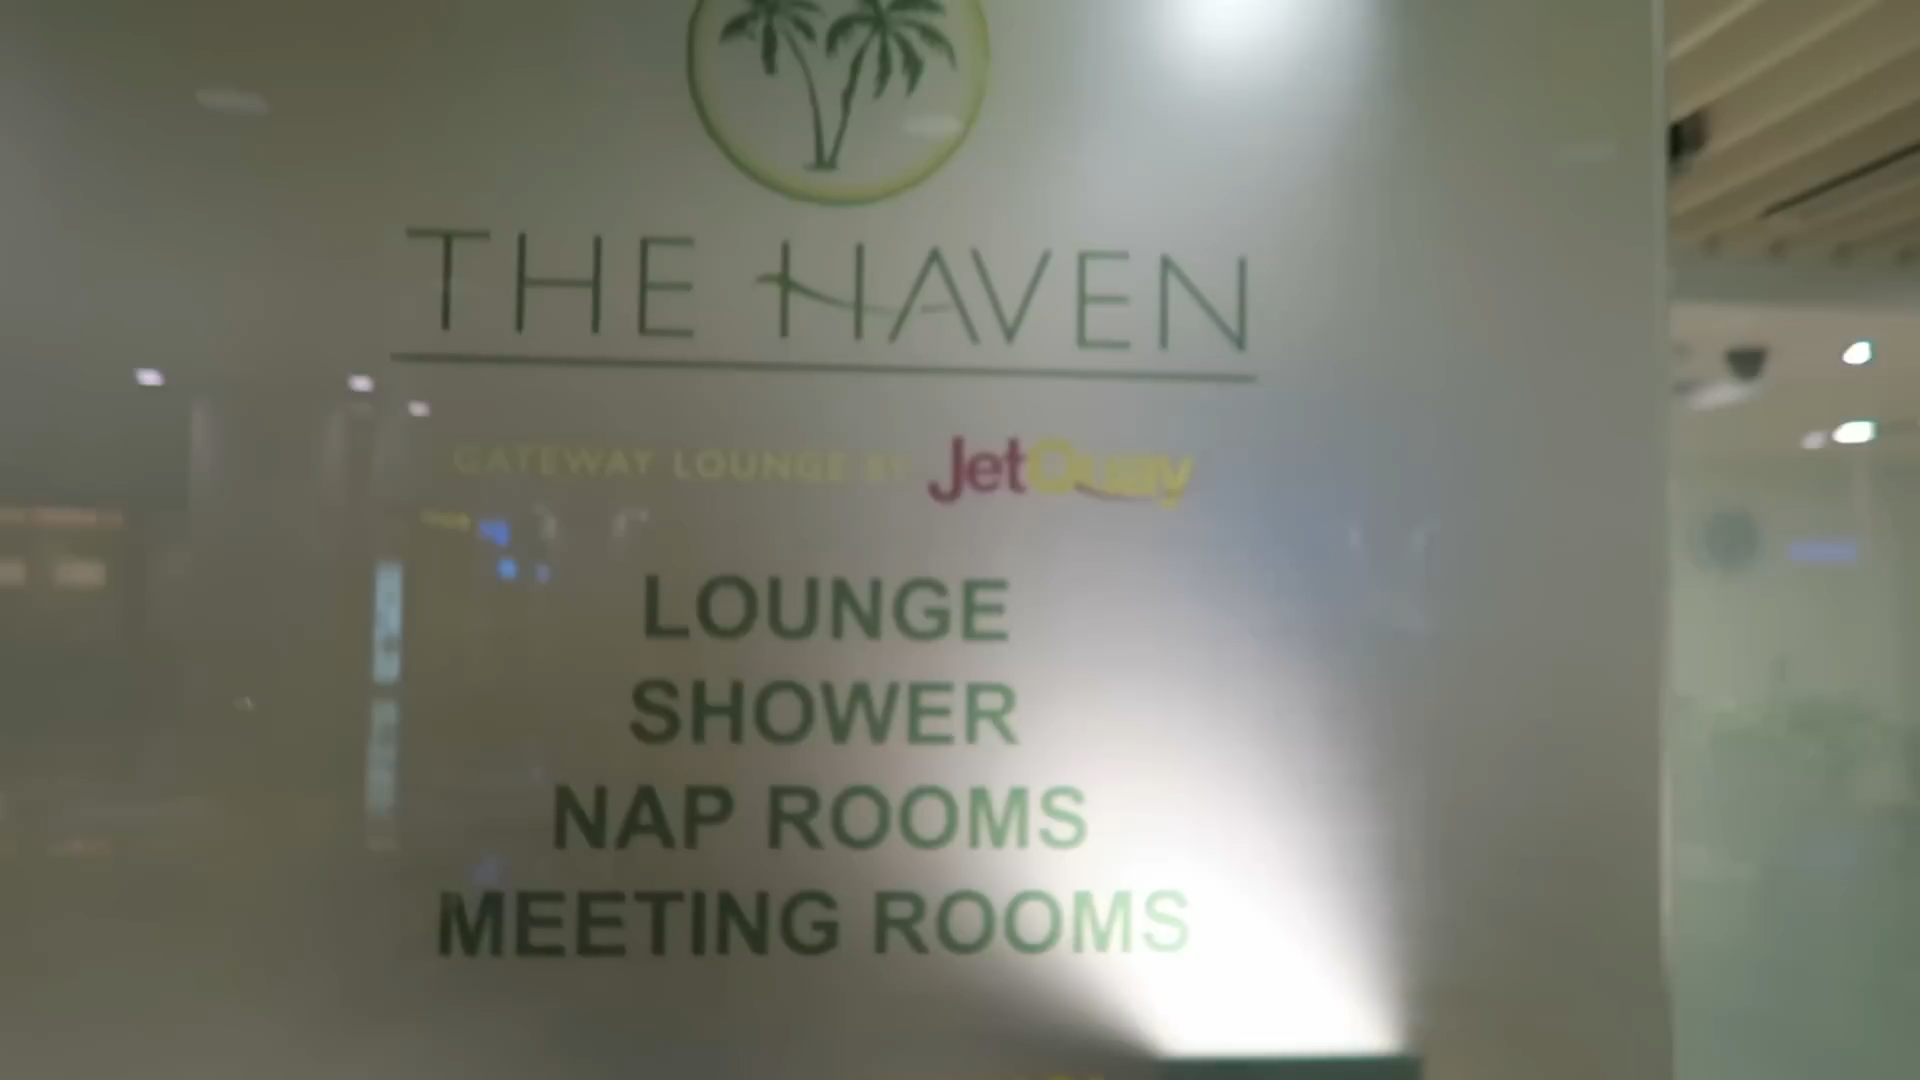 THE HAVEN
GATEWAY LOUNGE BY JetQuay
LOUNGE
SHOWER
NAP ROOMS
MEETING ROOMS